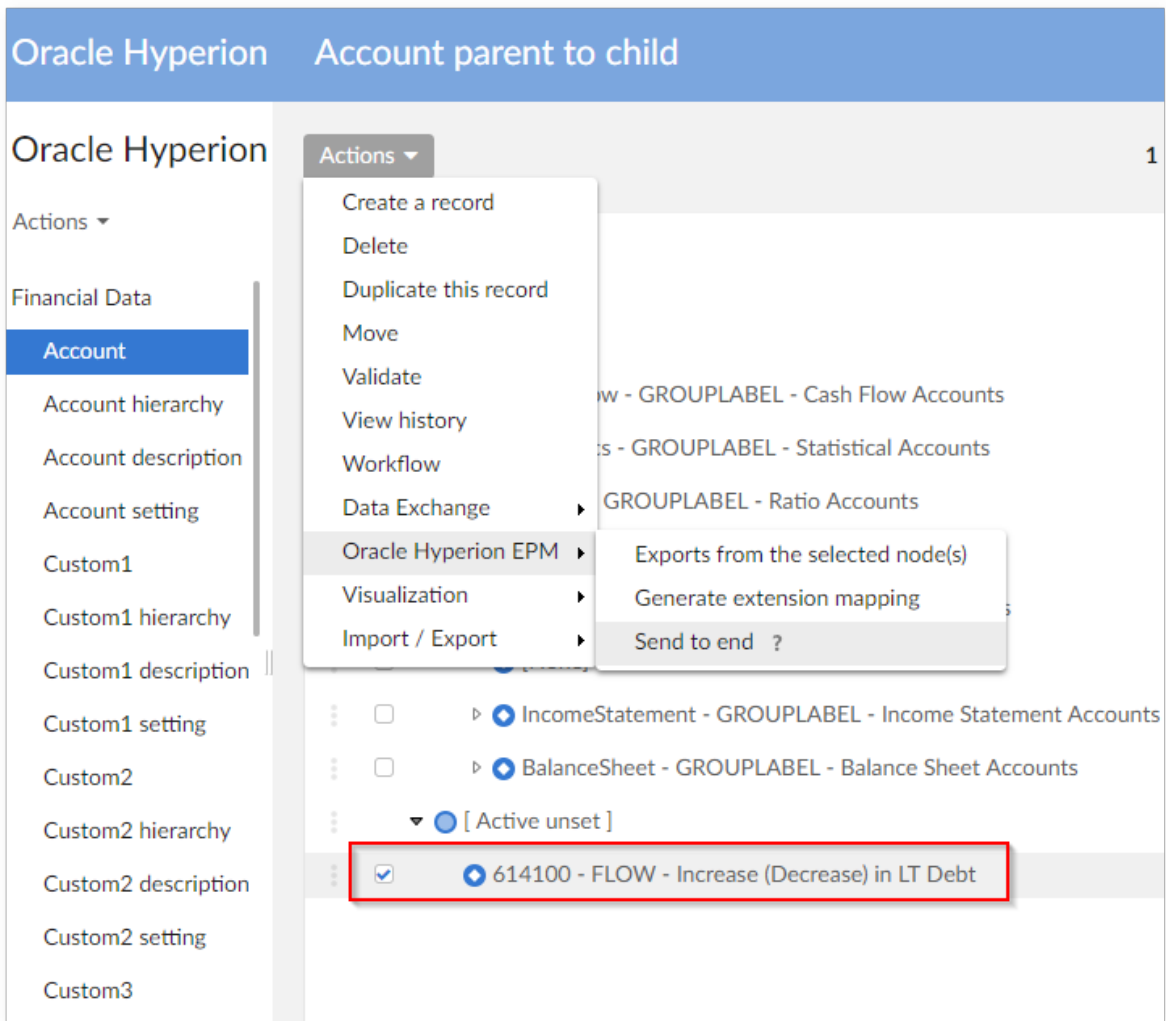 Oracle Hyperion Account parent to child
Oracle Hyperion
Actions
Financial Data
Account
Account hierarchy
Account description
Account setting
Custom1
Custom1 hierarchy
Custom1 description
Custom1 setting
Custom2
Custom2 hierarchy
Custom2 description
Custom2 setting
Custom3
Actions
1
Create a record
Delete
Duplicate this record
Move
Validate
View history
Workflow
Data Exchange
Oracle Hyperion EPM
Visualization
Import / Export
Exports from the selected node(s)
Generate extension mapping
Send to end ?
- GROUPLABEL - Cash Flow Accounts
- GROUPLABEL - Statistical Accounts
GROUPLABEL - Ratio Accounts
IncomeStatement - GROUPLABEL - Income Statement Accounts
BalanceSheet - GROUPLABEL - Balance Sheet Accounts
[ Active unset ]
614100 - FLOW - Increase (Decrease) in LT Debt